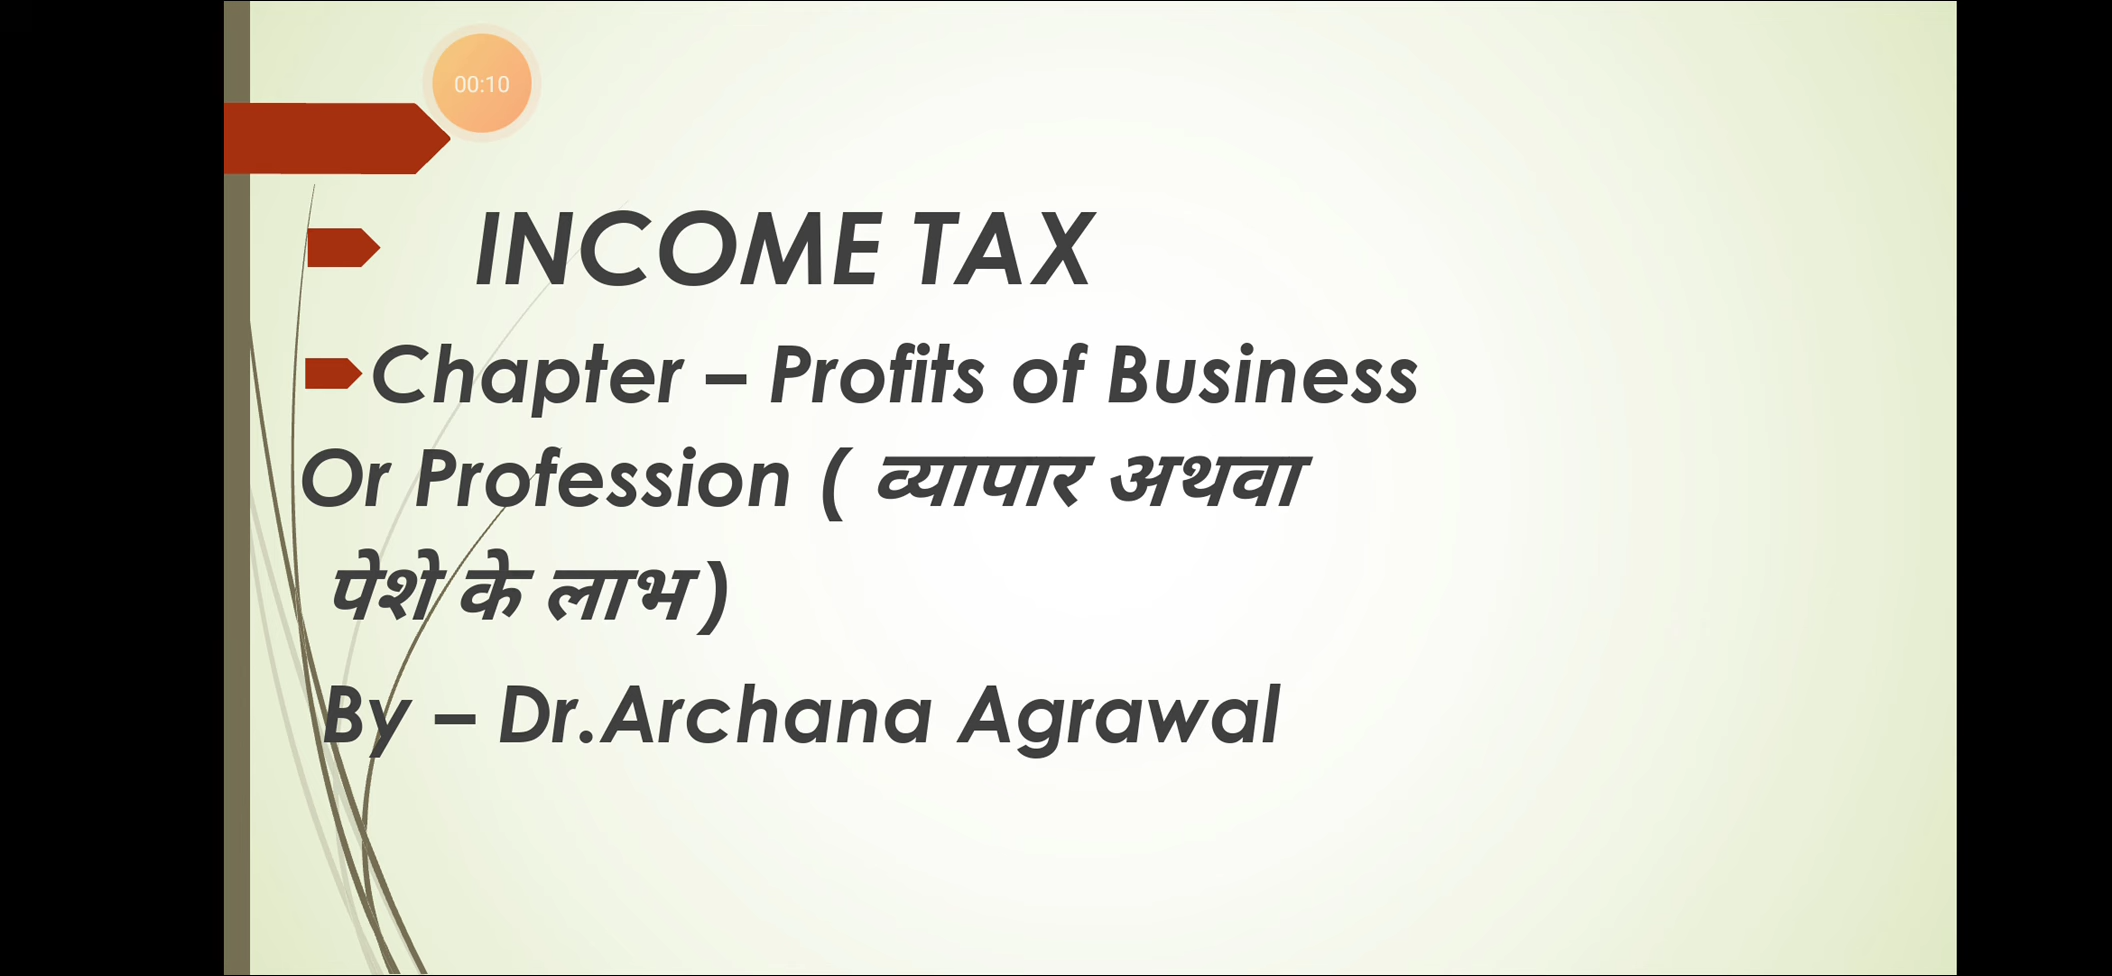 00:10
INCOME TAX
Chapter – Profits of Business
Or Profession ( व्यापार अथवा
पेशे के लाभ)
By – Dr.Archana Agrawal